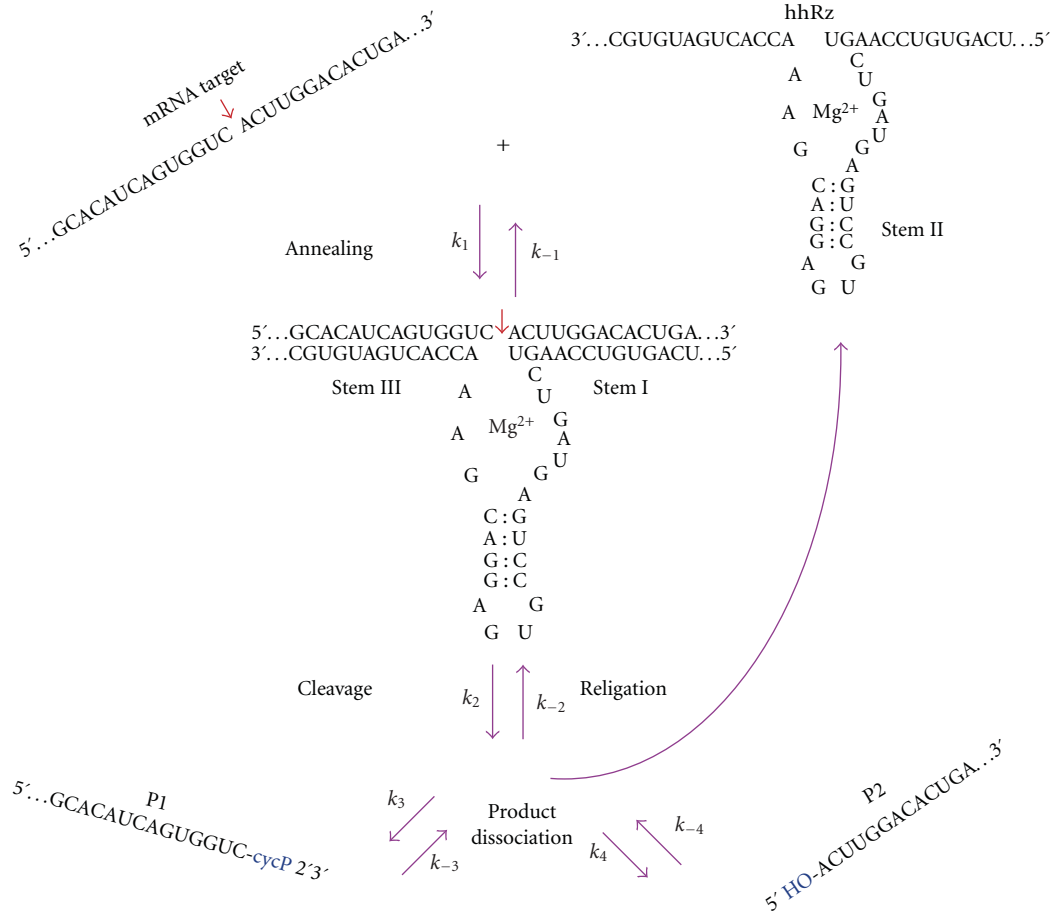 hhRz
3′…CGUGUAGUCACCA UGAACCUGUGACU…5′
C
A U
G
A Mg²⁺ A
U
G G
A
C : G
A : U
G : C
G : C
Stem II
A G
G U
mRNA target
5′…GCACAUCAGUGGUC ACUUGGACACUGA…3′
+
Annealing
k₁
k₋₁
5′…GCACAUCAGUGGUC ACUUGGACACUGA…3′
3′…CGUGUAGUCACCA UGAACCUGUGACU…5′
Stem III
C
Stem I
A U
G
A Mg²⁺ A
U
G G
A
C : G
A : U
G : C
G : C
A G
G U
Cleavage
k₂
k₋₂
Religation
P1
5′…GCACAUCAGUGGUC-cycP 2′3′
k₃
k₋₃
Product
dissociation
k₄
k₋₄
P2
5′ HO-ACUUGGACACUGA…3′